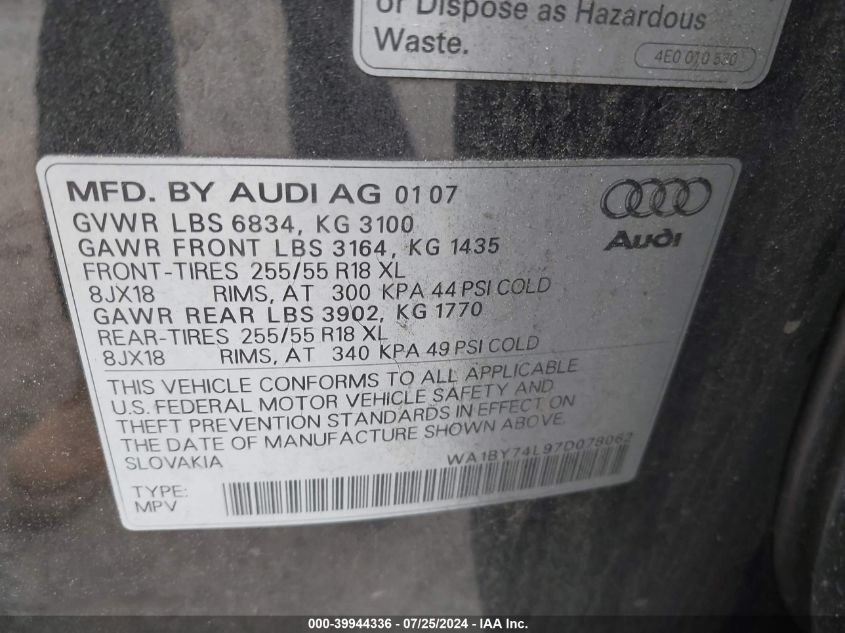 or Dispose as Hazardous
Waste.
4E0 010 530
MFD. BY AUDI AG 01 07
GVWR LBS 6834, KG 3100
GAWR FRONT LBS 3164, KG 1435
FRONT-TIRES 255/55 R18 XL
8JX18 RIMS, AT 300 KPA 44 PSI COLD
GAWR REAR LBS 3902, KG 1770
REAR-TIRES 255/55 R18 XL
8JX18 RIMS, AT 340 KPA 49 PSI COLD
Audi
THIS VEHICLE CONFORMS TO ALL APPLICABLE
U.S. FEDERAL MOTOR VEHICLE SAFETY AND
THEFT PREVENTION STANDARDS IN EFFECT ON
THE DATE OF MANUFACTURE SHOWN ABOVE.
SLOVAKIA
WA1BY74L97D078062
TYPE:
MPV
000-39944336 - 07/25/2024 - IAA Inc.